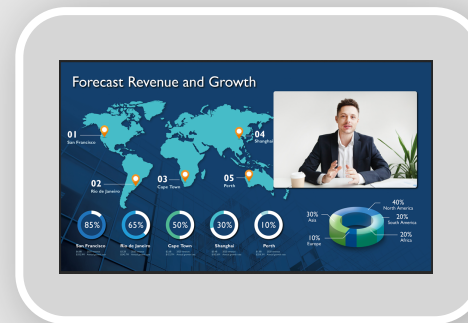 Forecast Revenue and Growth
01
San Francisco
02
Rio de Janeiro
03
Cape Town
04
Shanghai
05
Perth
85%
65%
50%
30%
10%
San Francisco
Rio de Janeiro
Cape Town
Shanghai
Perth
40%
North America
30%
Asia
20%
South America
10%
Europe
20%
Africa